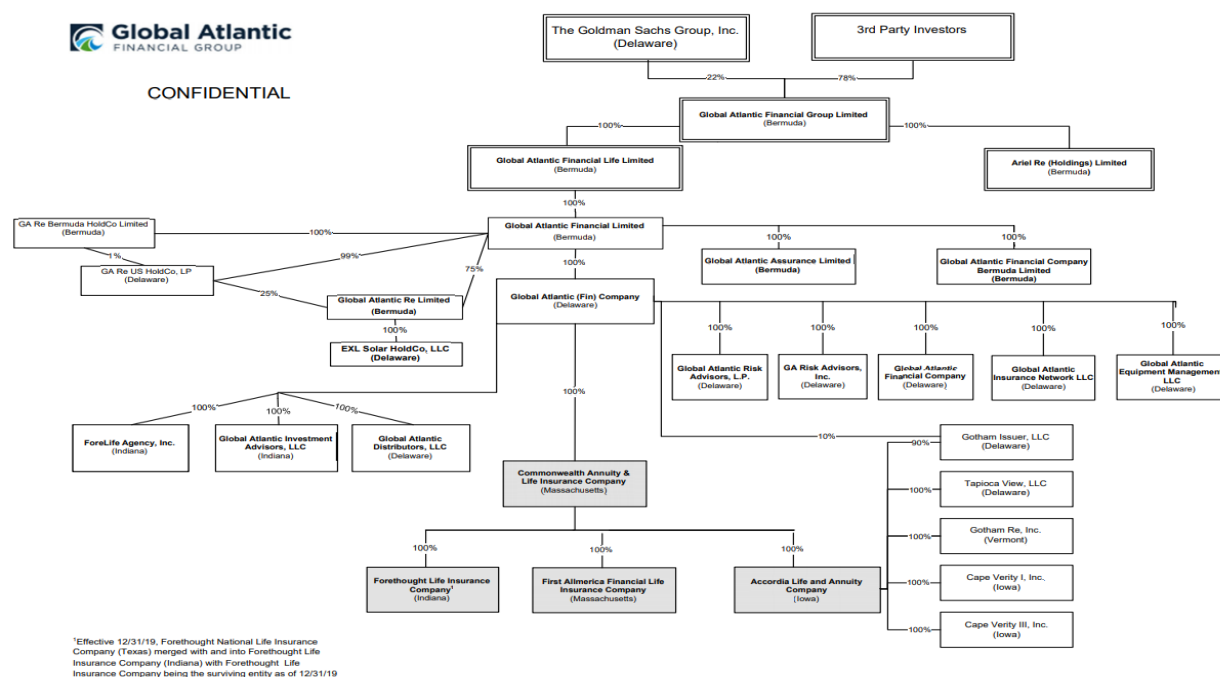 Global Atlantic
FINANCIAL GROUP
CONFIDENTIAL
The Goldman Sachs Group, Inc.
(Delaware)
3rd Party Investors
22%
78%
Global Atlantic Financial Group Limited
(Bermuda)
100%
100%
Global Atlantic Financial Life Limited
(Bermuda)
Ariel Re (Holdings) Limited
(Bermuda)
100%
GA Re Bermuda HoldCo Limited
(Bermuda)
100%
Global Atlantic Financial Limited
(Bermuda)
100%
100%
1%
99%
75%
100%
GA Re US HoldCo, LP
(Delaware)
25%
Global Atlantic Assurance Limited
(Bermuda)
Global Atlantic Financial Company
Bermuda Limited
(Bermuda)
Global Atlantic Re Limited
(Bermuda)
Global Atlantic (Fin) Company
(Delaware)
100%
EXL Solar HoldCo, LLC
(Delaware)
100%
100%
100%
100%
100%
Global Atlantic Risk
Advisors, L.P.
(Delaware)
GA Risk Advisors,
Inc.
(Delaware)
Global Atlantic
Financial Company
(Delaware)
Global Atlantic
Insurance Network LLC
(Delaware)
Global Atlantic
Equipment Management,
LLC
(Delaware)
100%
100%
100%
100%
ForeLife Agency, Inc.
(Indiana)
Global Atlantic Investment
Advisors, LLC
(Indiana)
Global Atlantic
Distributors, LLC
(Delaware)
10%
90%
Gotham Issuer, LLC
(Delaware)
Commonwealth Annuity &
Life Insurance Company
(Massachusetts)
100%
Tapioca View, LLC
(Delaware)
100%
Gotham Re, Inc.
(Vermont)
100%
100%
100%
Forethought Life Insurance
Company¹
(Indiana)
First Allmerica Financial Life
Insurance Company
(Massachusetts)
Accordia Life and Annuity
Company
(Iowa)
100%
Cape Verity I, Inc.
(Iowa)
100%
Cape Verity III, Inc.
(Iowa)
¹Effective 12/31/19, Forethought National Life Insurance
Company (Texas) merged with and into Forethought Life
Insurance Company (Indiana) with Forethought Life
Insurance Company being the surviving entity as of 12/31/19